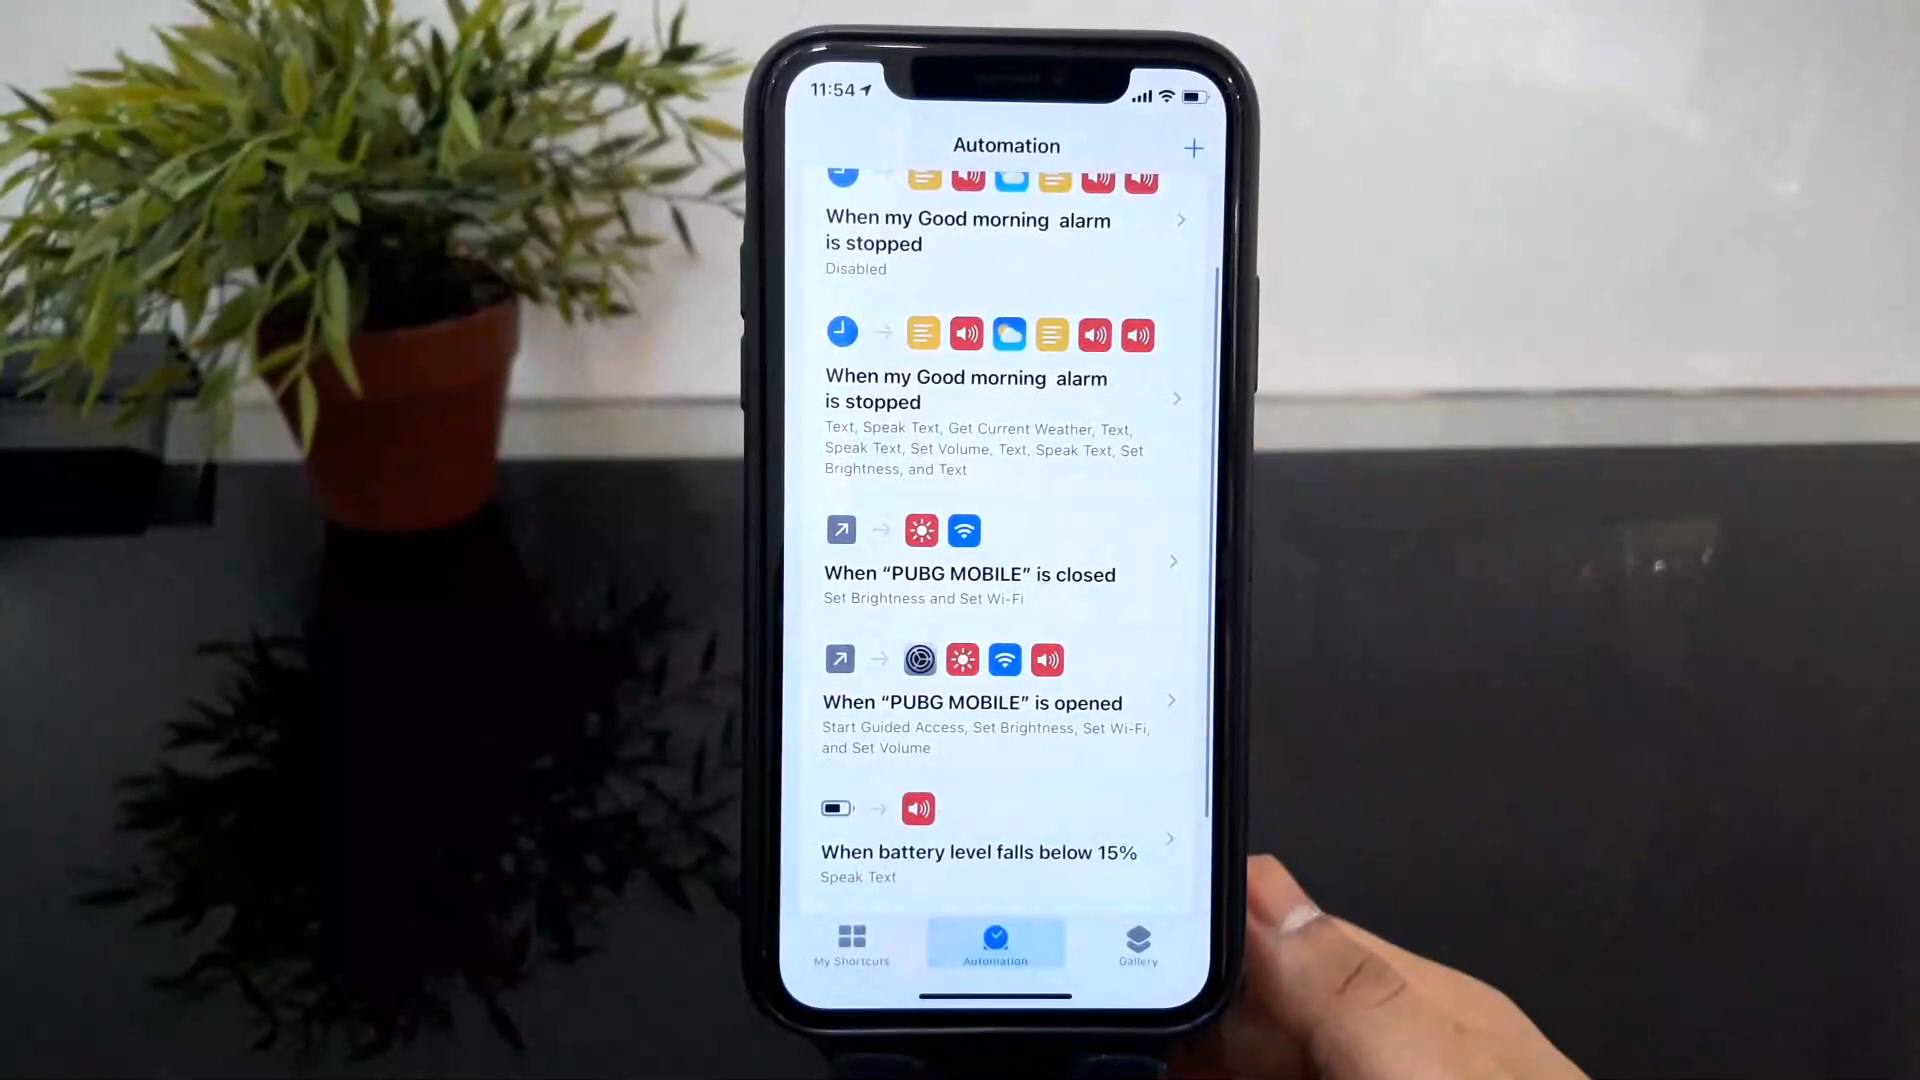 11:54
Automation
When my Good morning alarm
is stopped
Disabled
When my Good morning alarm
is stopped
Text, Speak Text, Get Current Weather, Text,
Speak Text, Set Volume, Text, Speak Text, Set
Brightness, and Text
When “PUBG MOBILE” is closed
Set Brightness and Set Wi-Fi
When “PUBG MOBILE” is opened
Start Guided Access, Set Brightness, Set Wi-Fi,
and Set Volume
When battery level falls below 15%
Speak Text
My Shortcuts
Automation
Gallery